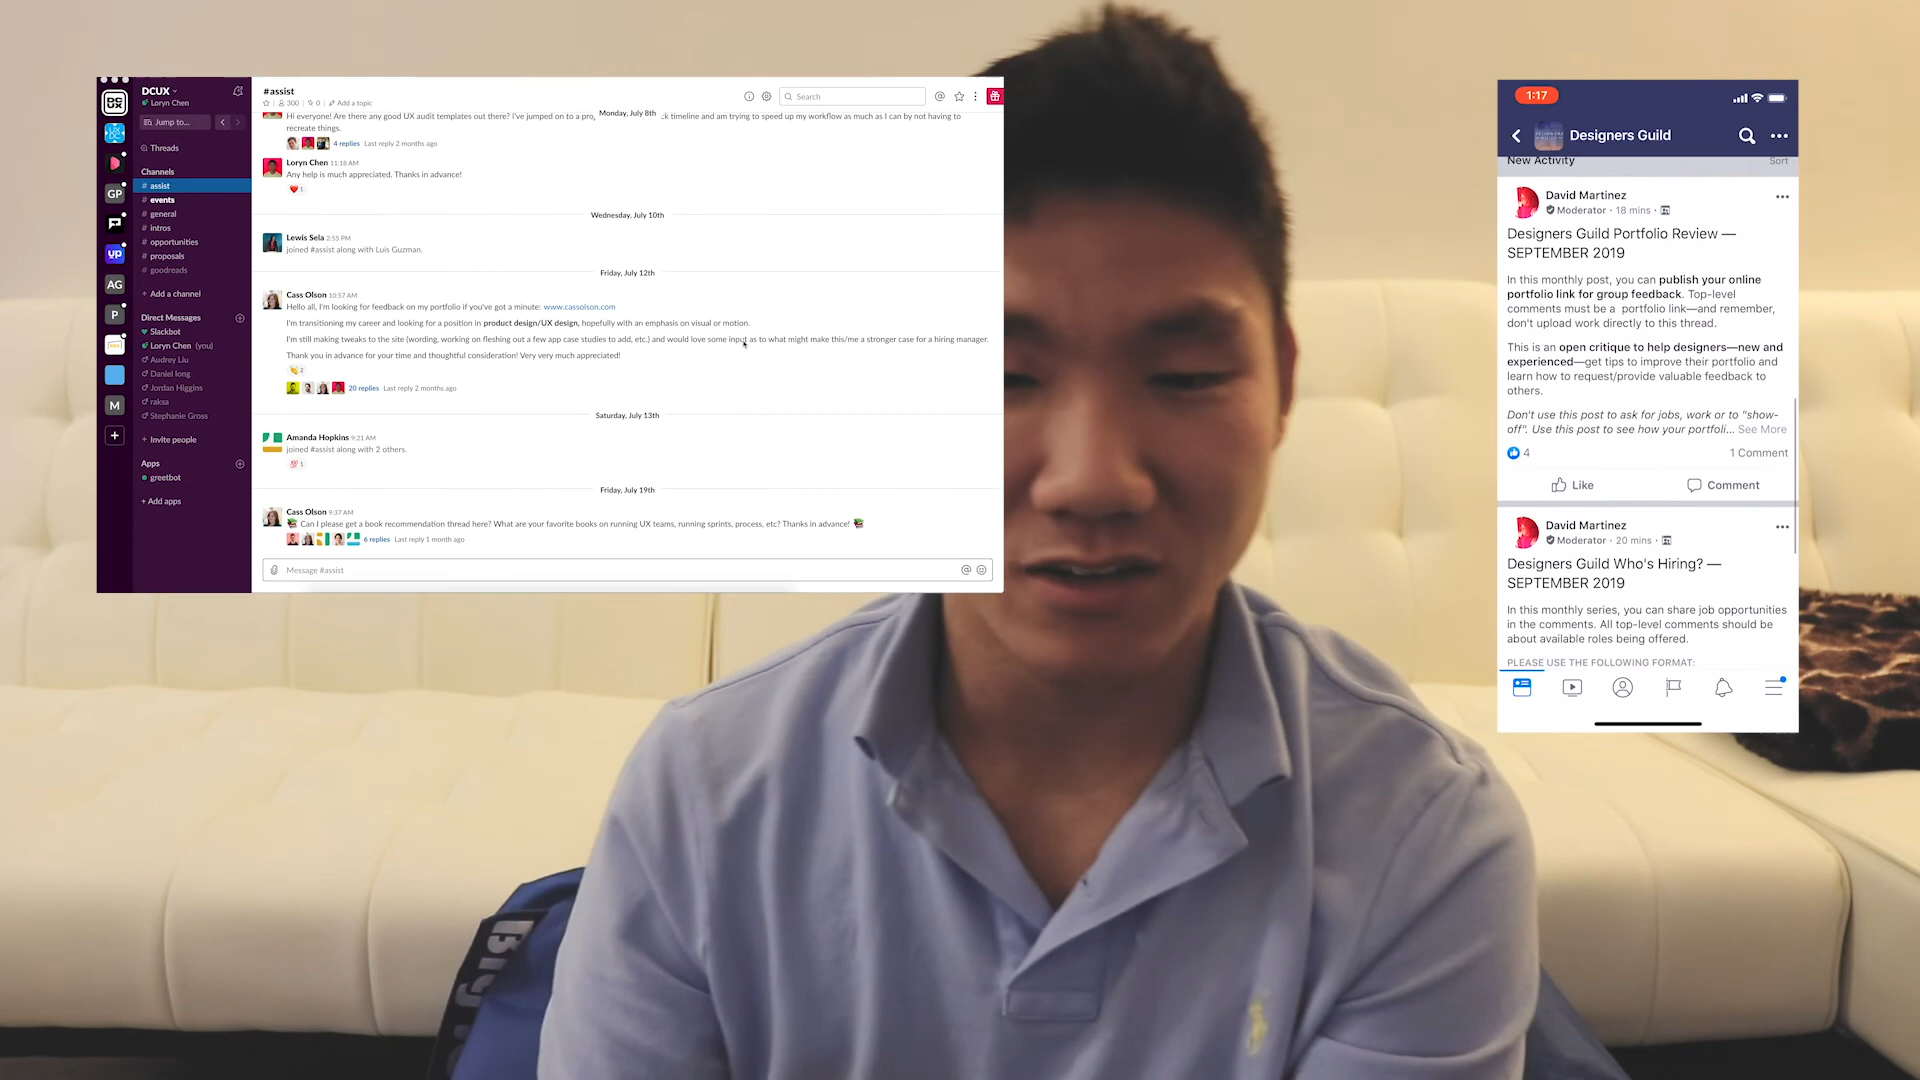 DCUX
Loryn Chen
Jump to...
Threads
Channels
# assist
# events
# general
# intros
# opportunities
# proposals
# goodreads
+ Add a channel
Direct Messages
Slackbot
Loryn Chen (you)
Audrey Liu
Daniel Iong
Jordan Higgins
raksa
Stephanie Gross
+ Invite people
Apps
greetbot
+ Add apps
GP
UP
AG
P
M
#assist
300
0
Add a topic
Search
Monday, July 8th
Hi everyone! Are there any good UX audit templates out there? I've jumped on to a pro
ck timeline and am trying to speed up my workflow as much as I can by not having to
recreate things.
4 replies Last reply 2 months ago
Loryn Chen 11:18 AM
Any help is much appreciated. Thanks in advance!
1
Wednesday, July 10th
Lewis Sela 2:55 PM
joined #assist along with Luis Guzman.
Friday, July 12th
Cass Olson 10:57 AM
Hello all, I'm looking for feedback on my portfolio if you've got a minute: www.cassolson.com
I'm transitioning my career and looking for a position in product design/UX design, hopefully with an emphasis on visual or motion.
I'm still making tweaks to the site (wording, working on fleshing out a few app case studies to add, etc.) and would love some input as to what might make this/me a stronger case for a hiring manager.
Thank you in advance for your time and thoughtful consideration! Very very much appreciated!
2
20 replies Last reply 2 months ago
Saturday, July 13th
Amanda Hopkins 9:21 AM
joined #assist along with 2 others.
1
Friday, July 19th
Cass Olson 9:37 AM
Can I please get a book recommendation thread here? What are your favorite books on running UX teams, running sprints, process, etc? Thanks in advance!
6 replies Last reply 1 month ago
Message #assist
1:17
Designers Guild
New Activity
Sort
David Martinez
Moderator · 18 mins ·
Designers Guild Portfolio Review —
SEPTEMBER 2019
In this monthly post, you can publish your online
portfolio link for group feedback. Top-level
comments must be a portfolio link—and remember,
don't upload work directly to this thread.
This is an open critique to help designers—new and
experienced—get tips to improve their portfolio and
learn how to request/provide valuable feedback to
others.
Don't use this post to ask for jobs, work or to "show-
off". Use this post to see how your portfoli... See More
4
1 Comment
Like
Comment
David Martinez
Moderator · 20 mins ·
Designers Guild Who's Hiring? —
SEPTEMBER 2019
In this monthly series, you can share job opportunities
in the comments. All top-level comments should be
about available roles being offered.
PLEASE USE THE FOLLOWING FORMAT: